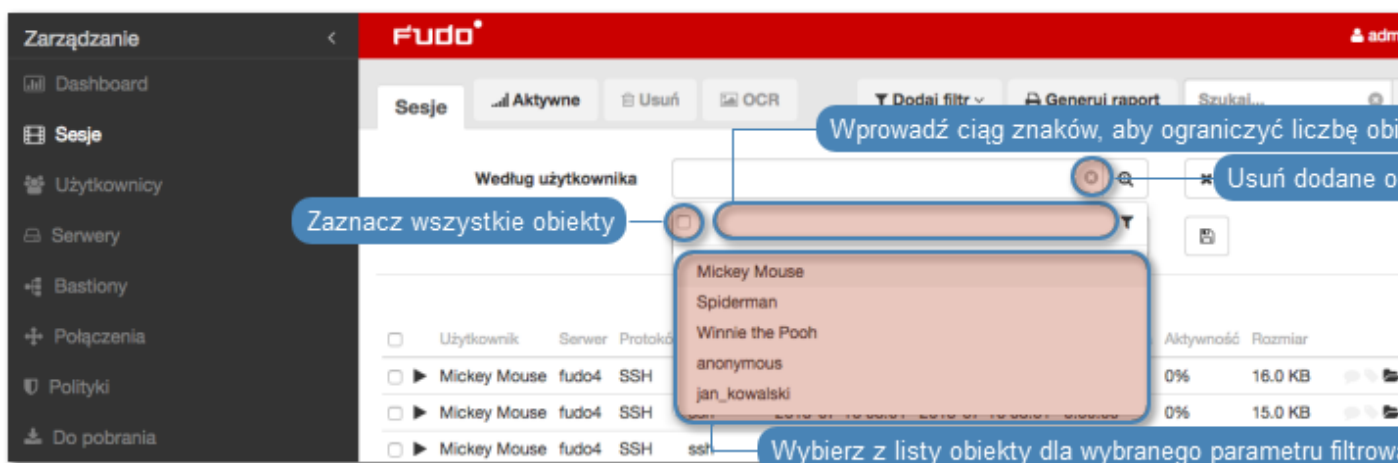 Zarządzanie
Fudo
Dashboard
Sesje
Aktywne
Usuń
OCR
Dodaj filtr
Generuj raport
Szukaj...
Wprowadź ciąg znaków, aby ograniczyć liczbę
Sesje
Według użytkownika
Usuń dodane
Użytkownicy
Zaznacz wszystkie obiekty
Serwery
Mickey Mouse
Bastiony
Spiderman
Winnie the Pooh
Połączenia
Użytkownik Serwer Aktywność Rozmiar
anonymous
Polityki
Mickey Mouse fudo4 SSH 0% 16.0 KB
jan_kowalski
Mickey Mouse fudo4 SSH 0% 15.0 KB
Do pobrania
Mickey Mouse fudo4 SSH ssh
Wybierz z listy obiekty dla wybranego parametru